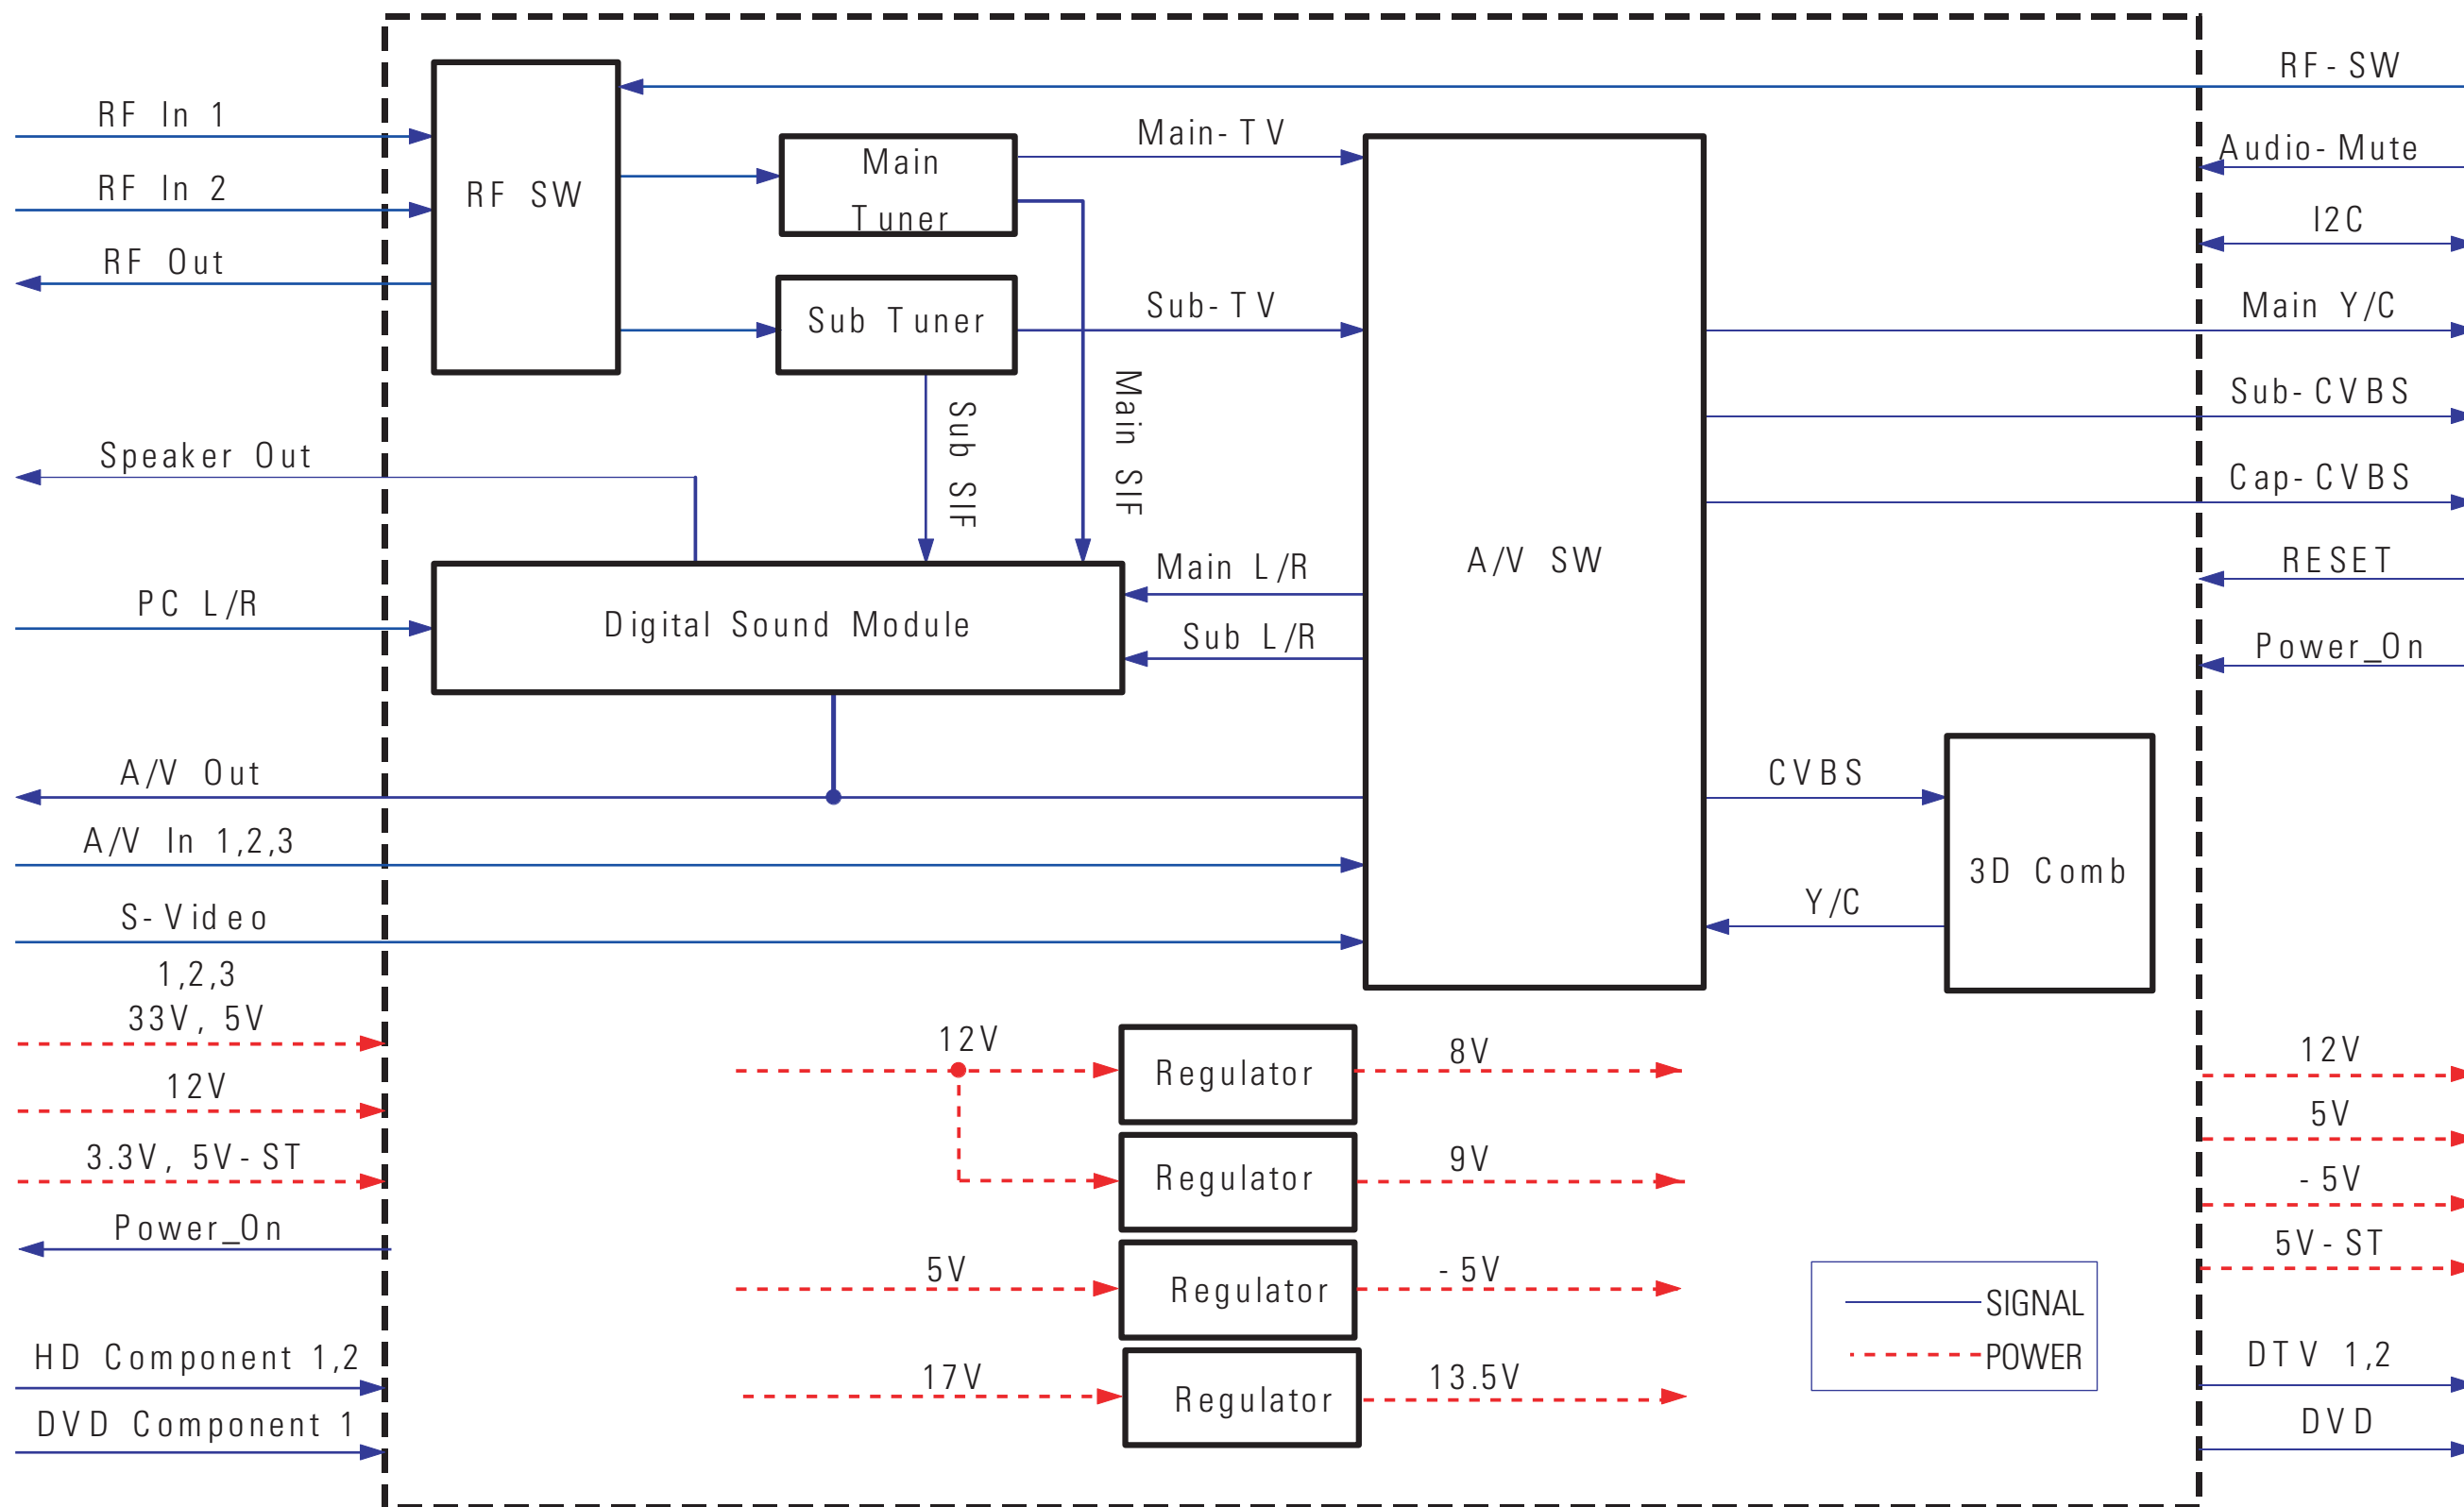 RF-SW
RF In 1
Main-TV
Audio-Mute
Main
Tuner
RF In 2
RF SW
I2C
RF Out
Sub Tuner
Sub-TV
Main Y/C
Sub SIF
Main SIF
Sub-CVBS
Speaker Out
Cap-CVBS
A/V SW
Main L/R
RESET
PC L/R
Digital Sound Module
Sub L/R
Power_On
A/V Out
CVBS
A/V In 1,2,3
3D Comb
S-Video
Y/C
1,2,3
33V, 5V
12V
Regulator
8V
12V
12V
5V
3.3V, 5V-ST
Regulator
9V
-5V
Power_On
5V
Regulator
-5V
5V-ST
SIGNAL
POWER
HD Component 1,2
17V
Regulator
13.5V
DTV 1,2
DVD Component 1
DVD